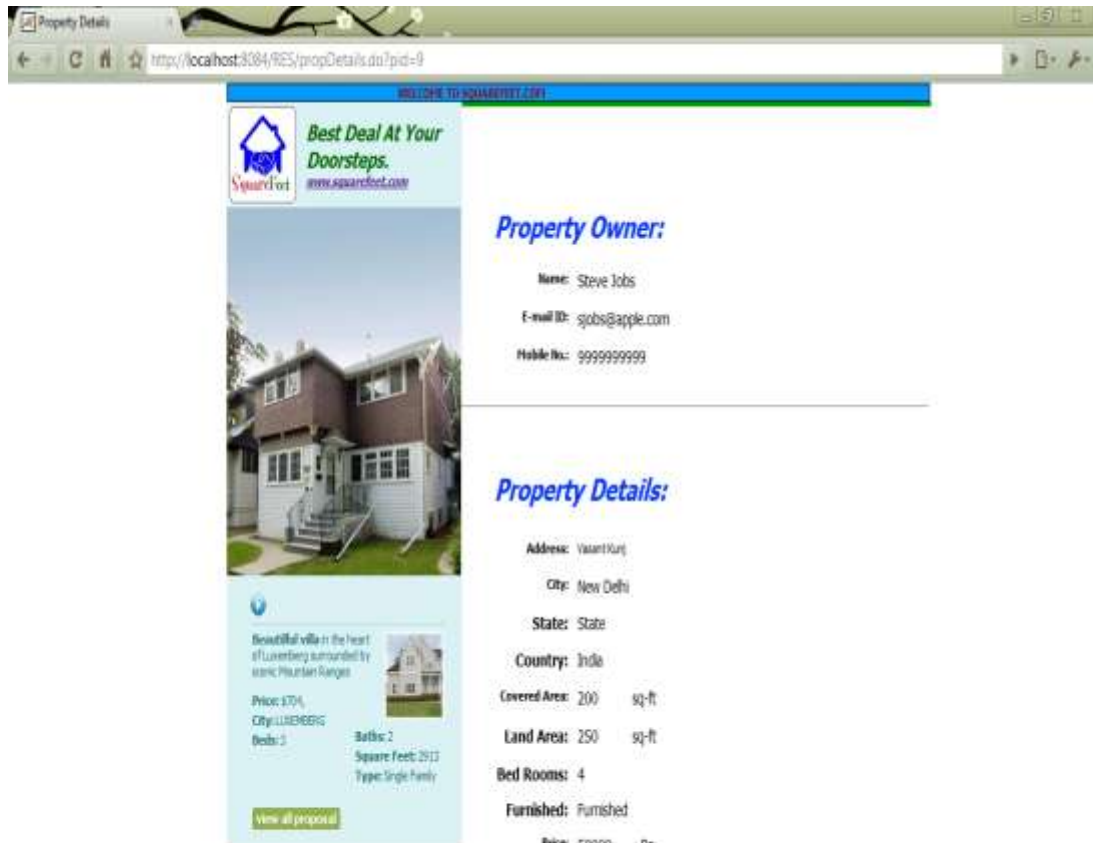 Property Details
http://localhost:8084/RES/propDetails.do?pid=9
WELCOME TO SQUAREFEET.COM
SquareFeet
Best Deal At Your
Doorsteps.
www.squarefeet.com
Property Owner:
Name: Steve Jobs
E-mail ID: sjobs@apple.com
Mobile No.: 9999999999
Property Details:
Address: Vasant Kunj
City: New Delhi
State: State
Country: India
Covered Area: 200 sq-ft
Land Area: 250 sq-ft
Bed Rooms: 4
Furnished: Furnished
Beautifful villa in the heart
of Luxemberg surrounded by
scenic Mountain Ranges
Price: $704,
City: LUXEMBERG
Beds: 3
Baths: 2
Square Feet: 2913
Type: Single Family
view all proposal